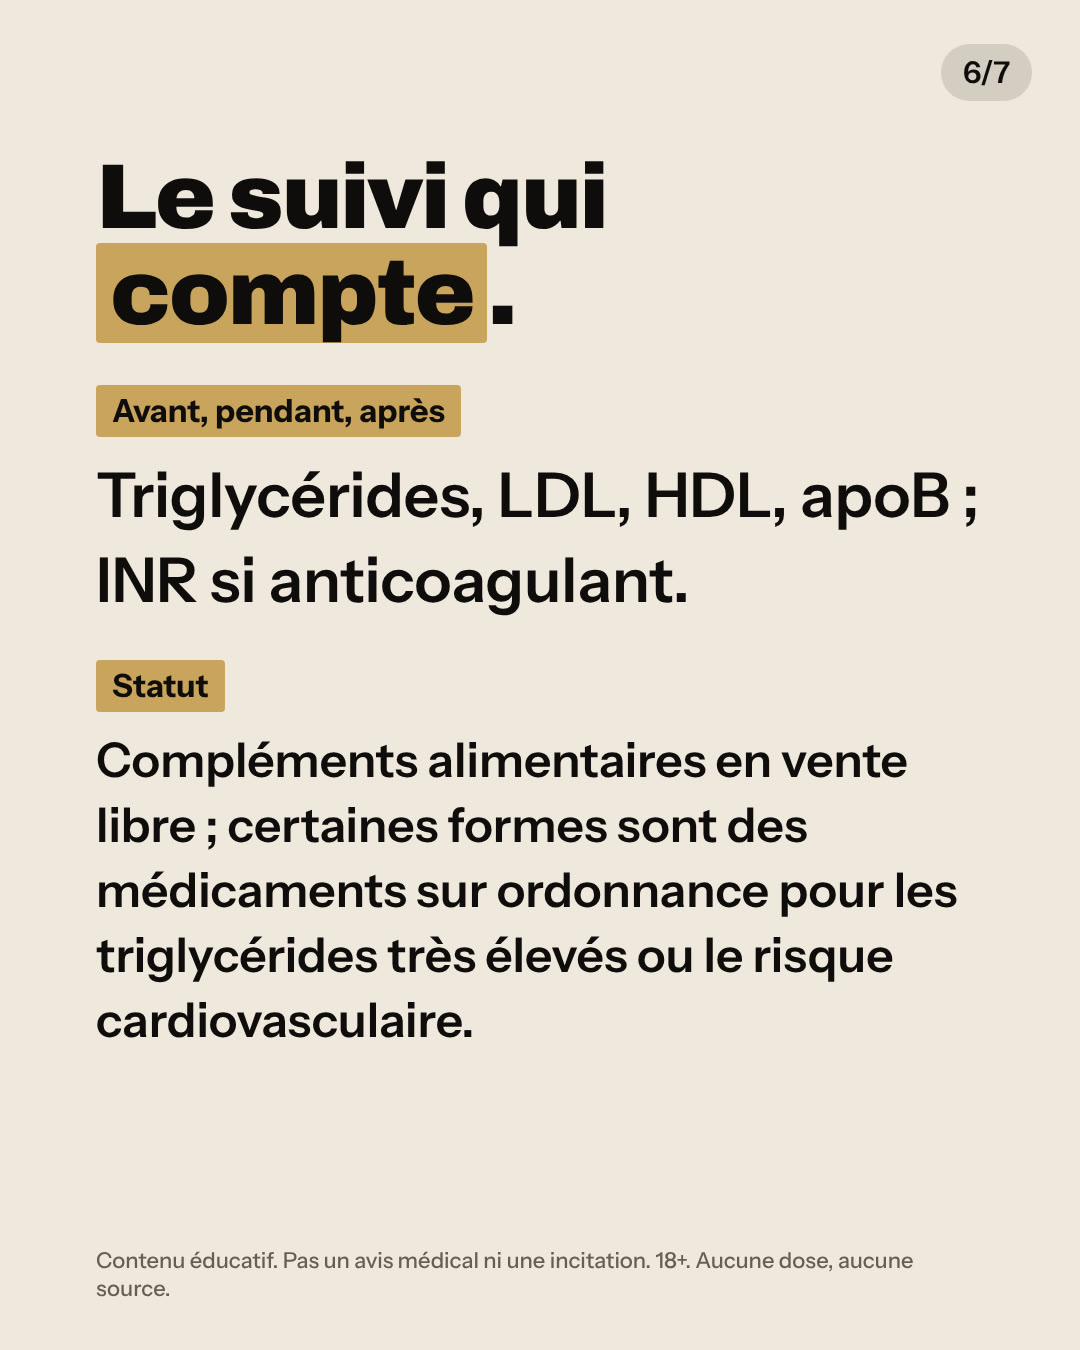 6/7
Le suivi qui
compte.
Avant, pendant, après
Triglycérides, LDL, HDL, apoB ;
INR si anticoagulant.
Statut
Compléments alimentaires en vente
libre ; certaines formes sont des
médicaments sur ordonnance pour les
triglycérides très élevés ou le risque
cardiovasculaire.
Contenu éducatif. Pas un avis médical ni une incitation. 18+. Aucune dose, aucune
source.